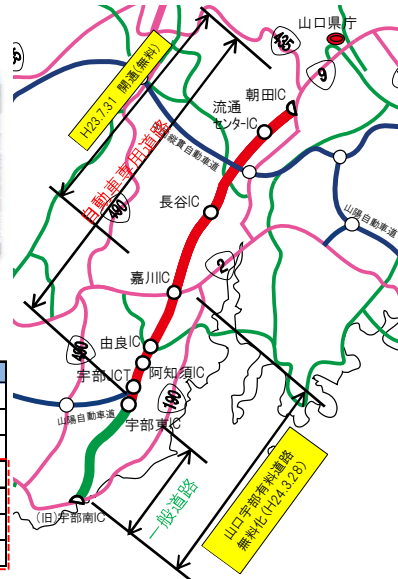 山口県庁
435
9
朝田IC
流通
センターIC
H23.7.31 開通(無料)
縦貫自動車道
自動車専用道路
490
長谷IC
山陽自動車道
2
嘉川IC
由良IC
490
阿知須IC
宇部JCT
190
山陽自動車道
宇部東IC
一般道路
山口宇部有料道路
無料化(H24.3.28)
(旧)宇部南IC